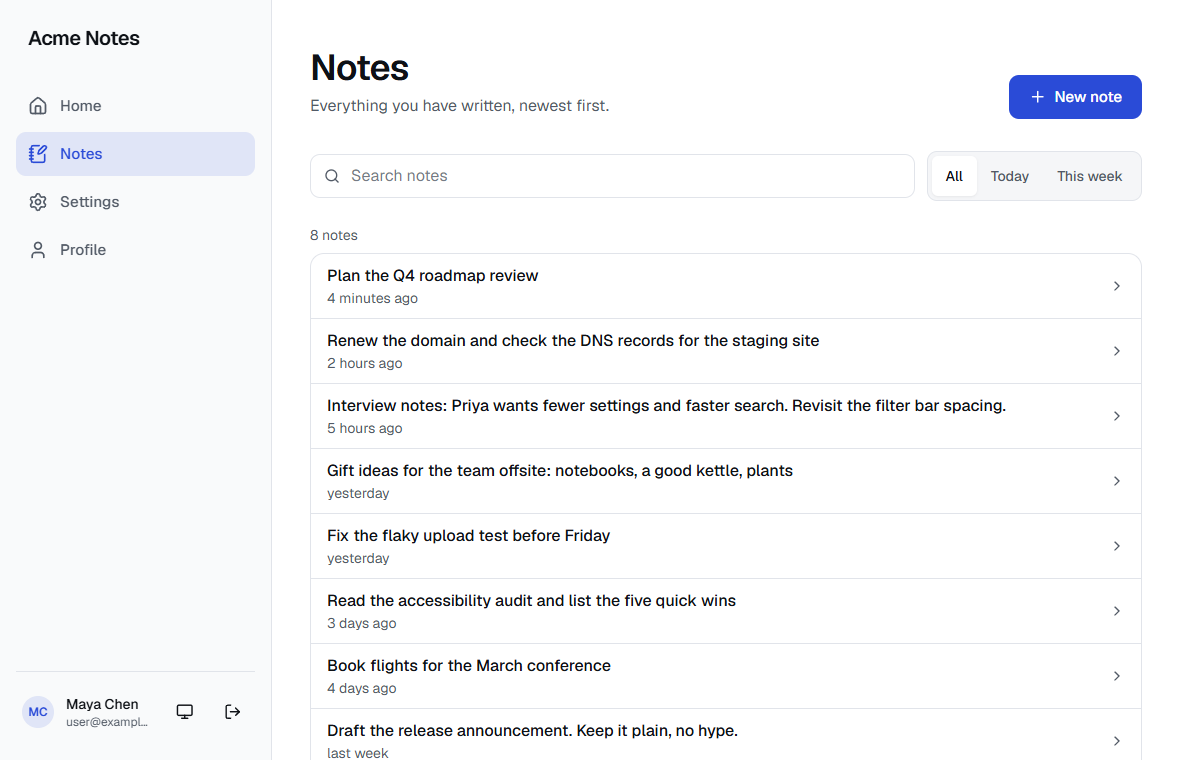 Acme Notes
Home
Notes
Settings
Profile
MC
Maya Chen
user@exampl…
Notes
Everything you have written, newest first.
New note
Search notes
All
Today
This week
8 notes
Plan the Q4 roadmap review
4 minutes ago
Renew the domain and check the DNS records for the staging site
2 hours ago
Interview notes: Priya wants fewer settings and faster search. Revisit the filter bar spacing.
5 hours ago
Gift ideas for the team offsite: notebooks, a good kettle, plants
yesterday
Fix the flaky upload test before Friday
yesterday
Read the accessibility audit and list the five quick wins
3 days ago
Book flights for the March conference
4 days ago
Draft the release announcement. Keep it plain, no hype.
last week